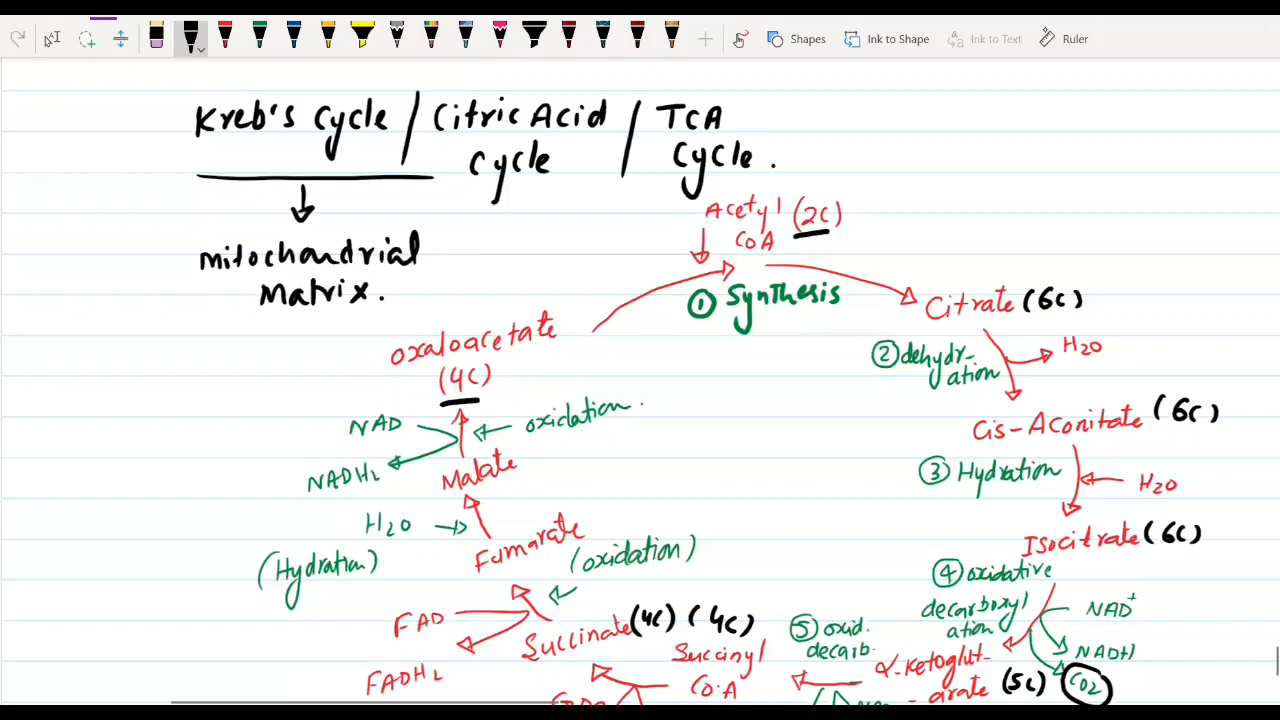 Shapes
Ink to Shape
Ink to Text
Ruler
Kreb's Cycle / Citric Acid Cycle / TCA Cycle.
mitochondrial
Matrix.
Acetyl (2C)
CoA
① Synthesis
Citrate (6C)
Oxaloacetate
(4C)
② dehydr-
ation
H2O
NAD
oxidation.
Cis-Aconitate (6C)
NADH2
Malate
③ Hydration
H2O
H2O
Fumarate
(oxidation)
(Hydration)
Isocitrate (6C)
④ oxidative
decarboxyl
ation
NAD+
FAD
Succinate (4C) (4C)
⑤ oxid.
decarb.
NADH
FADH2
Succinyl
CoA
α-Ketoglut-
arate (5C)
CO2